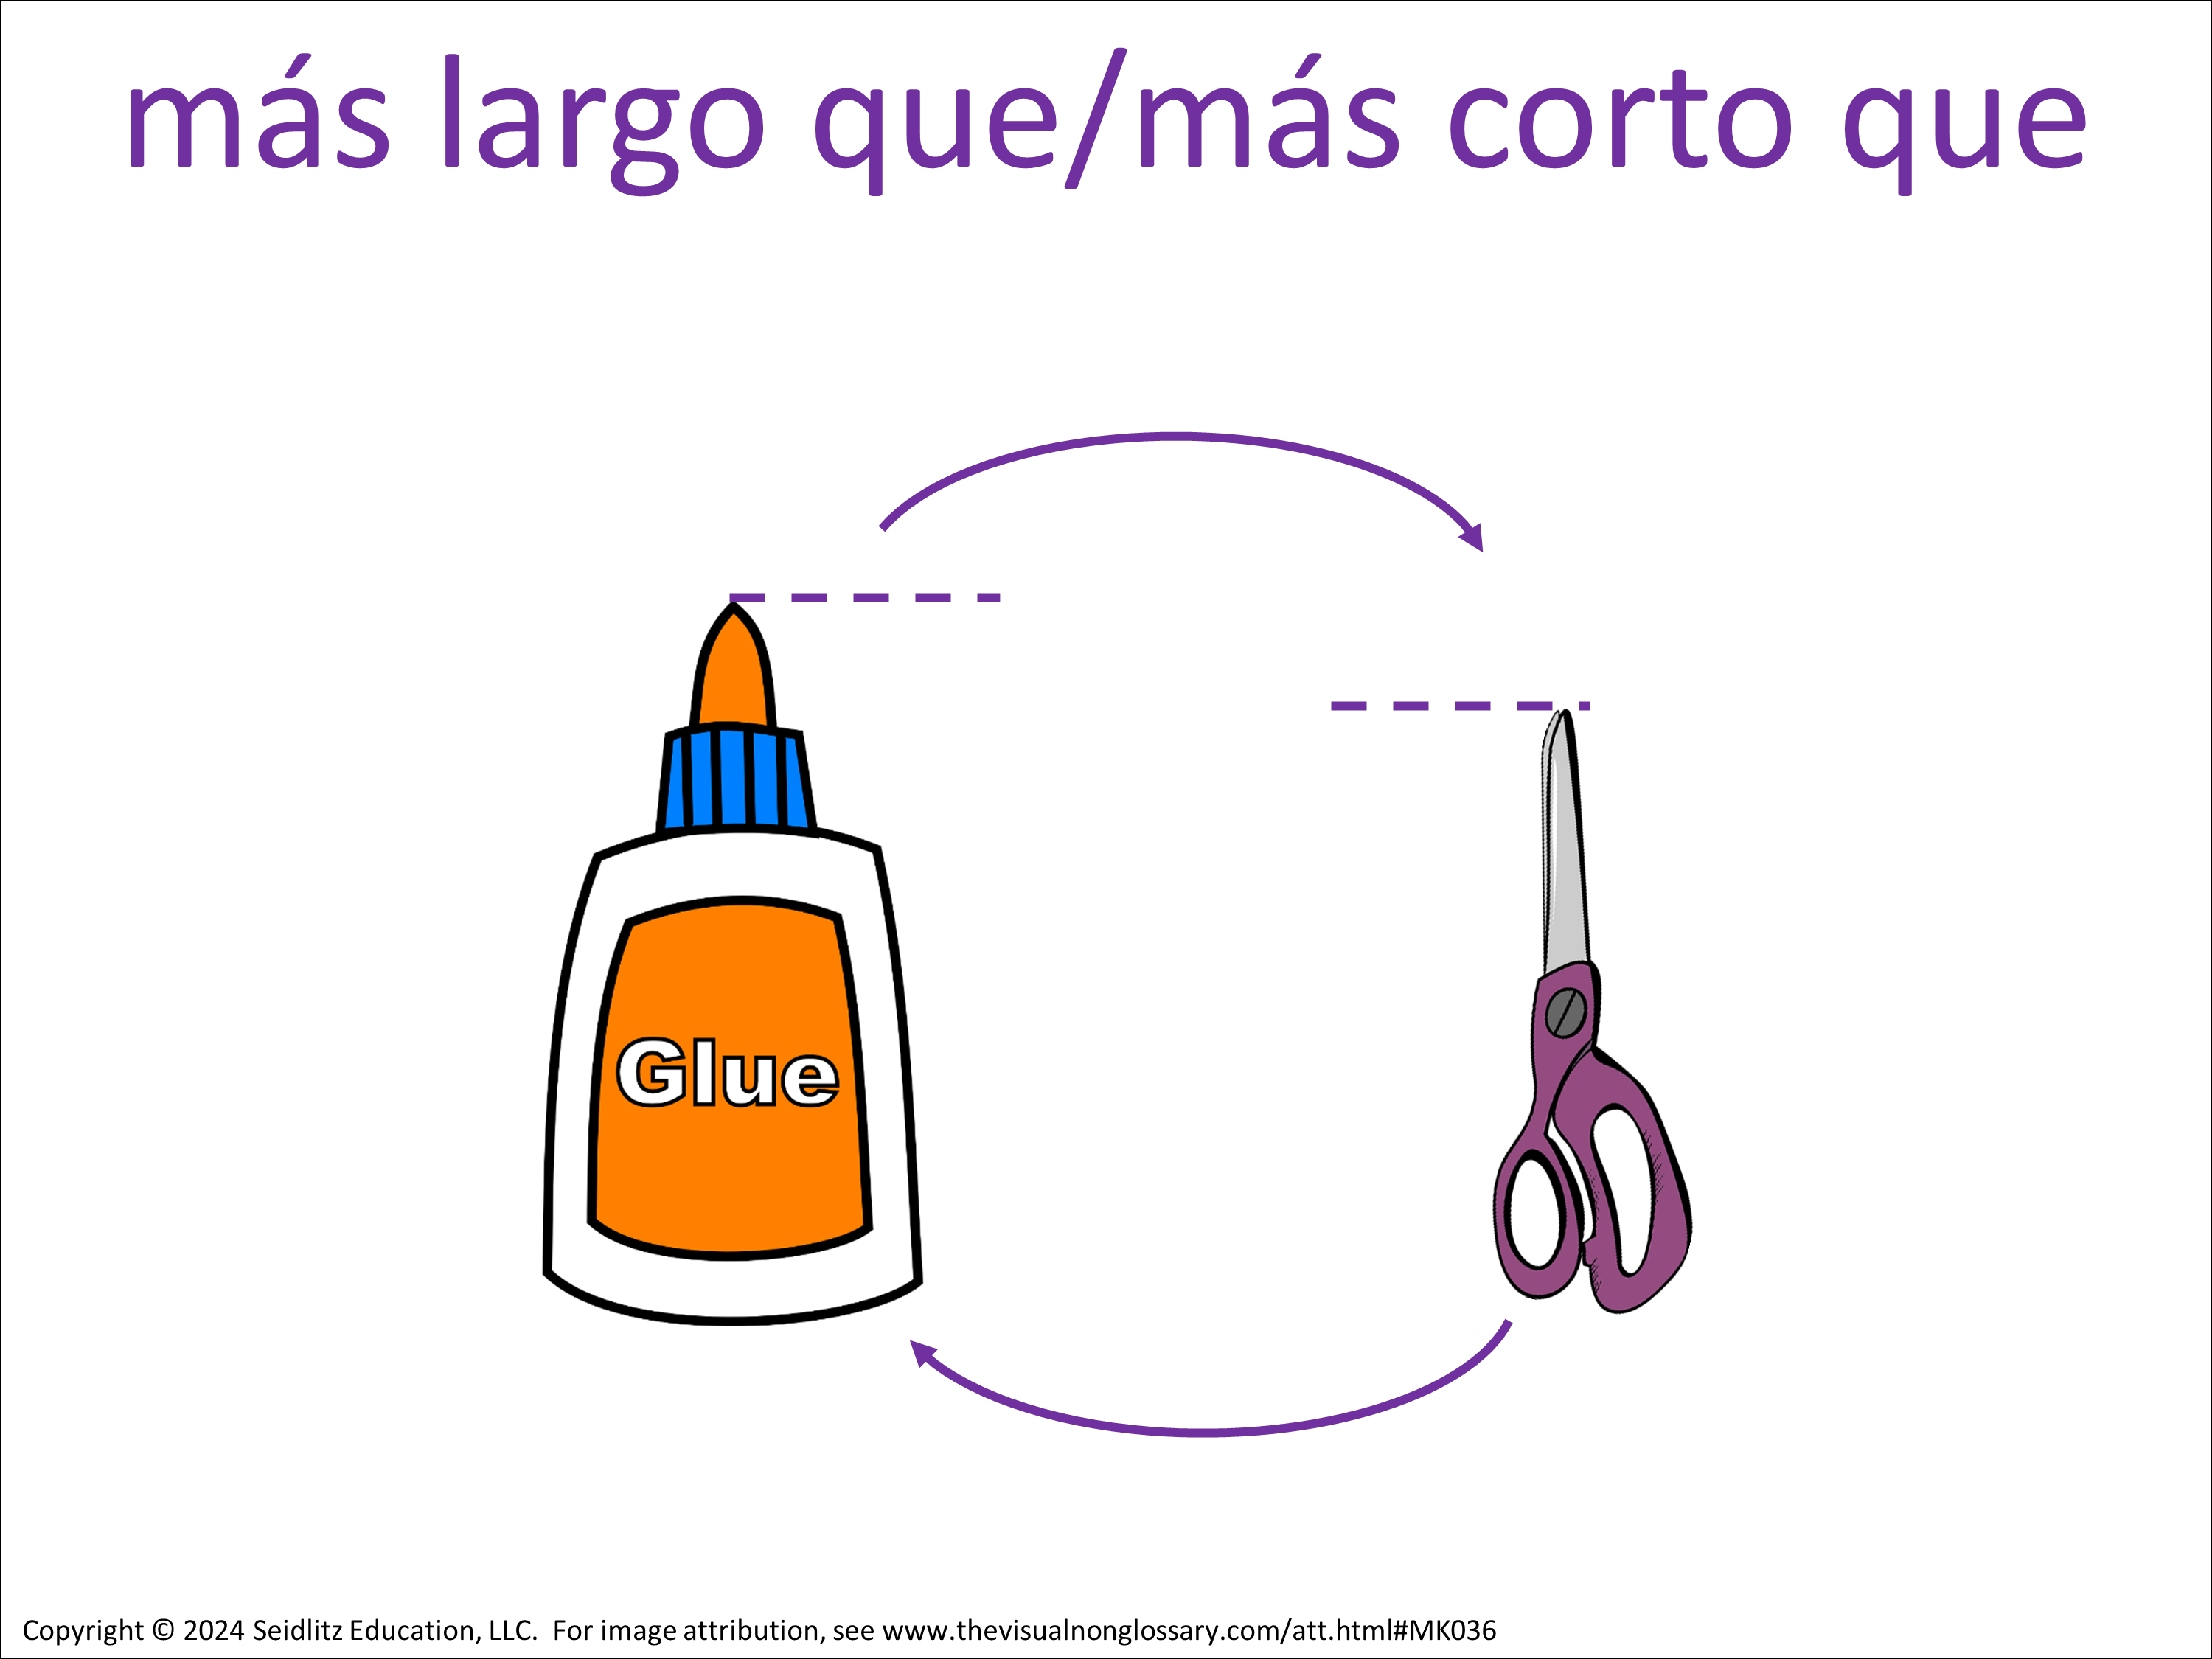 más largo que/más corto que
Glue
Copyright © 2024 Seidlitz Education, LLC.  For image attribution, see www.thevisualnonglossary.com/att.html#MK036